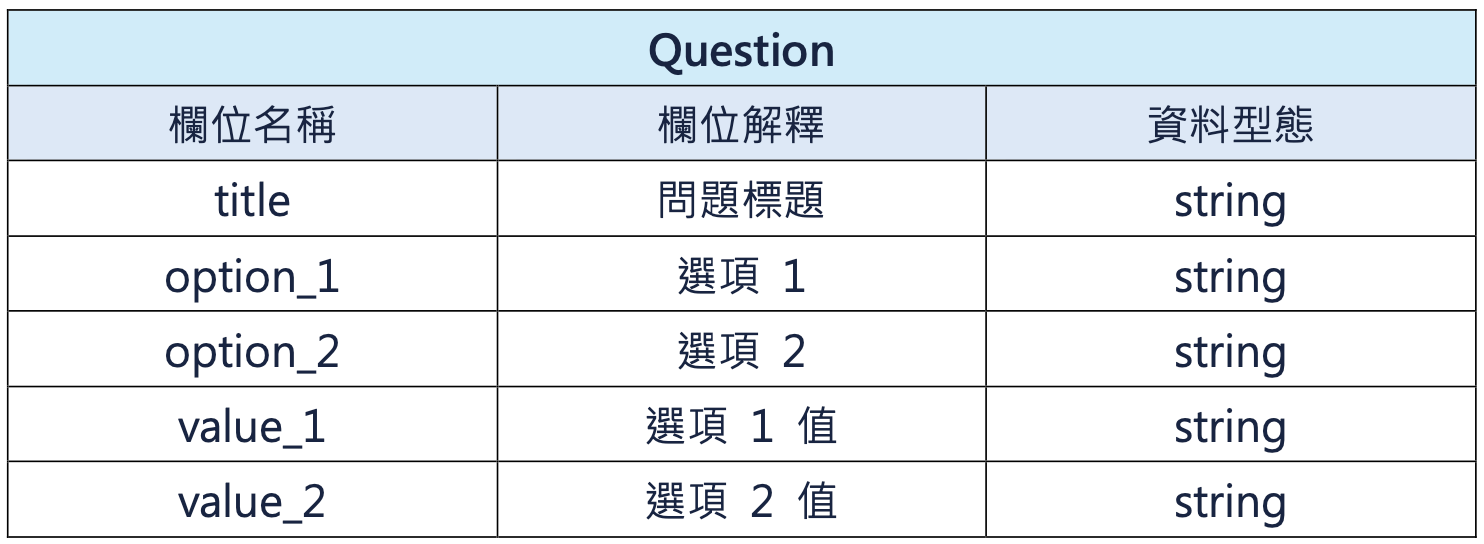 Question
欄位名稱 欄位解釋 資料型態
title 問題標題 string
option_1 選項 1 string
option_2 選項 2 string
value_1 選項 1 值 string
value_2 選項 2 值 string